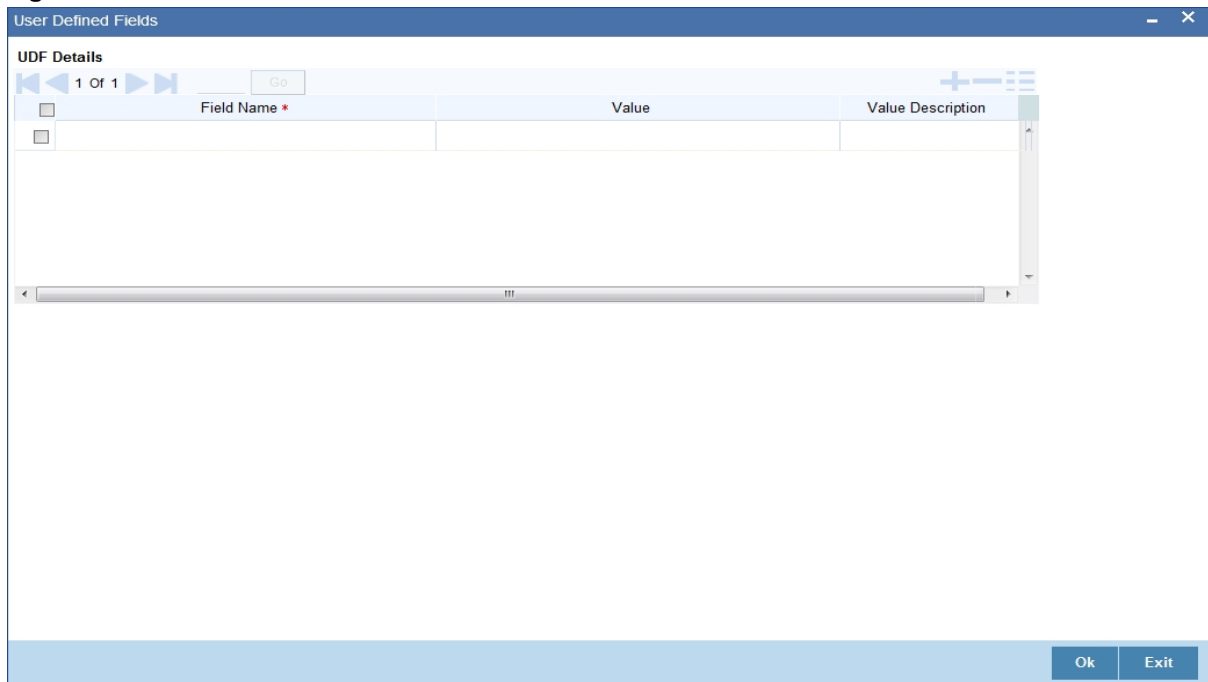 User Defined Fields
UDF Details
1 Of 1 Go
Field Name * Value Value Description
Ok Exit